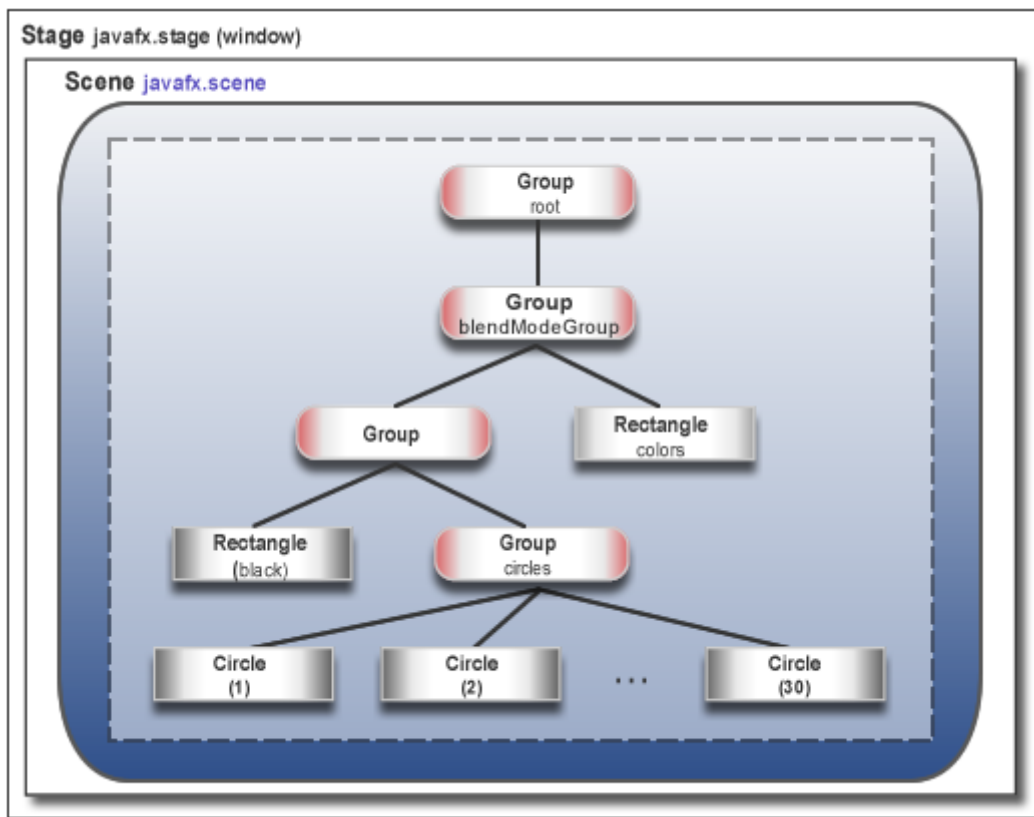 Stage javafx.stage (window)
Scene javafx.scene
Group
root
Group
blendModeGroup
Group
Rectangle
colors
Rectangle
(black)
Group
circles
Circle
(1)
Circle
(2)
...
Circle
(30)